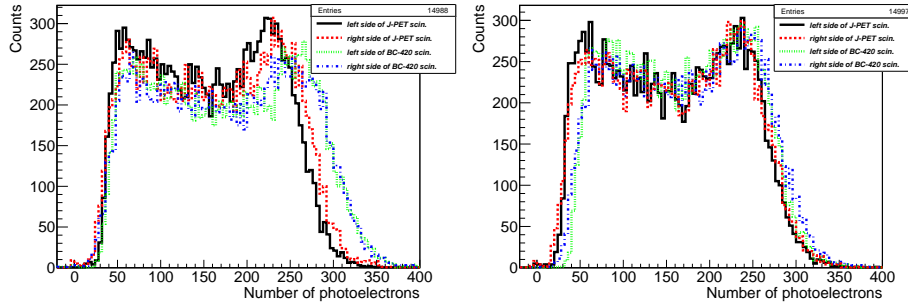 Counts
300
250
200
150
100
50
0
Entries 14988
left side of J-PET scin.
right side of J-PET scin.
left side of BC-420 scin.
right side of BC-420 scin.
0 50 100 150 200 250 300 350 400
Number of photoelectrons
Counts
300
250
200
150
100
50
0
Entries 14997
left side of J-PET scin.
right side of J-PET scin.
left side of BC-420 scin.
right side of BC-420 scin.
0 50 100 150 200 250 300 350 400
Number of photoelectrons